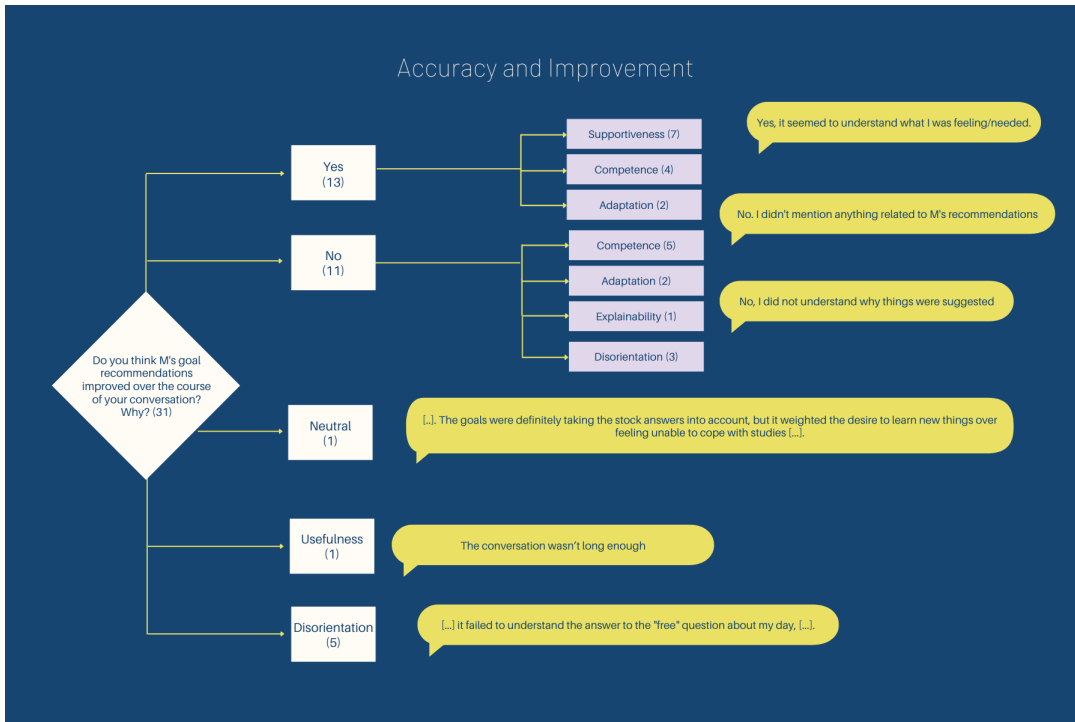 Accuracy and Improvement
Do you think M's goal
recommendations
improved over the course
of your conversation?
Why? (31)
Yes
(13)
Supportiveness (7)
Competence (4)
Adaptation (2)
Yes, it seemed to understand what I was feeling/needed.
No
(11)
Competence (5)
Adaptation (2)
Explainability (1)
Disorientation (3)
No. I didn't mention anything related to M's recommendations
No, I did not understand why things were suggested
Neutral
(1)
[..]. The goals were definitely taking the stock answers into account, but it weighted the desire to learn new things over
feeling unable to cope with studies [...].
Usefulness
(1)
The conversation wasn't long enough
Disorientation
(5)
[...] it failed to understand the answer to the "free" question about my day, [...].